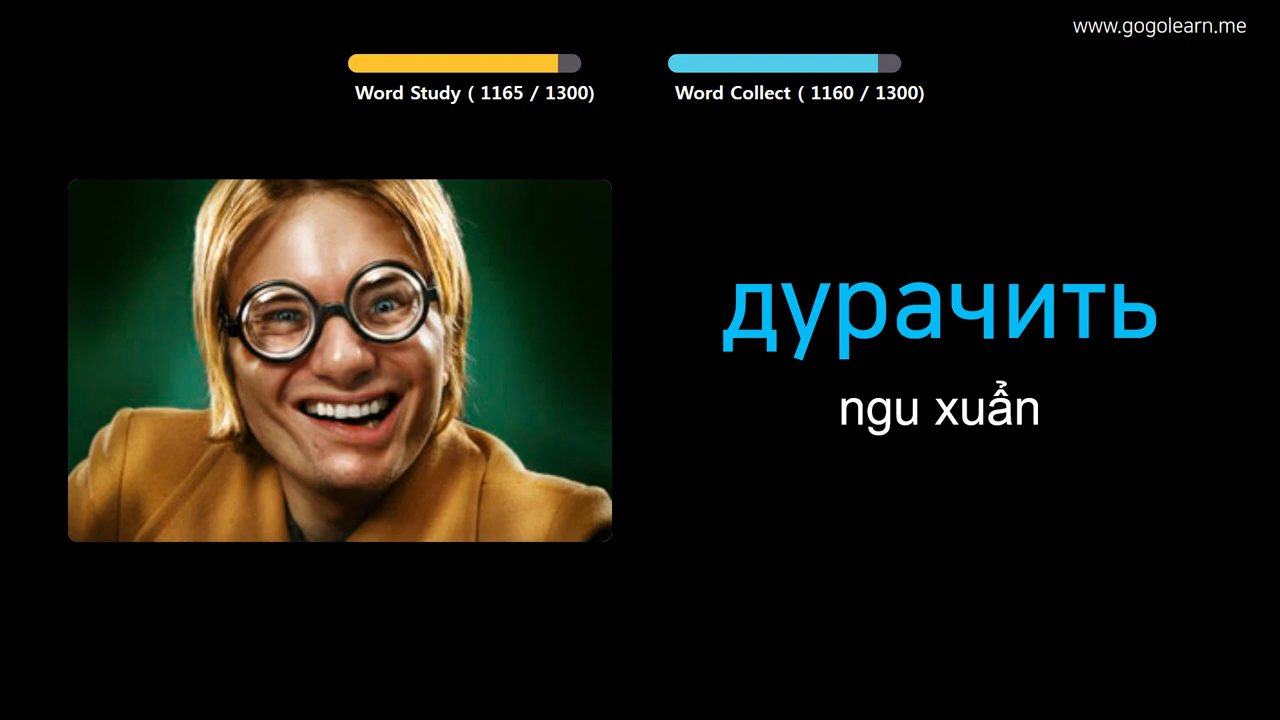 www.gogolearn.me
Word Study ( 1165 / 1300)
Word Collect ( 1160 / 1300)
дурачить
ngu xuẩn